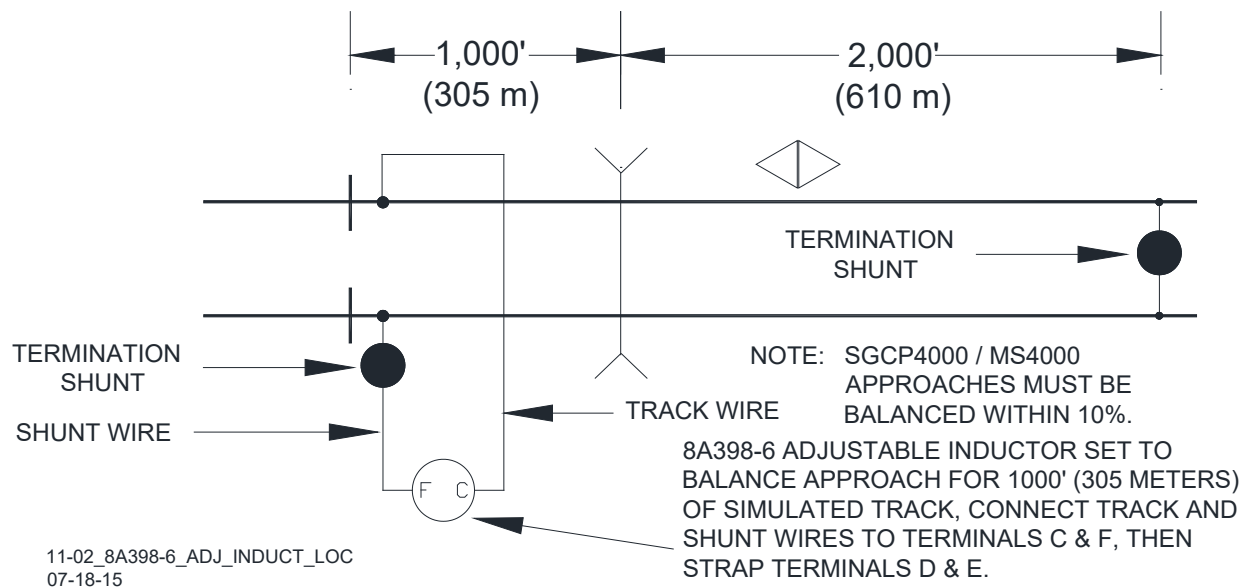 1,000'
(305 m)
2,000'
(610 m)
TERMINATION
SHUNT
TERMINATION
SHUNT
SHUNT WIRE
TRACK WIRE
F C
NOTE: SGCP4000 / MS4000
APPROACHES MUST BE
BALANCED WITHIN 10%.
8A398-6 ADJUSTABLE INDUCTOR SET TO
BALANCE APPROACH FOR 1000' (305 METERS)
OF SIMULATED TRACK, CONNECT TRACK AND
SHUNT WIRES TO TERMINALS C & F, THEN
STRAP TERMINALS D & E.
11-02_8A398-6_ADJ_INDUCT_LOC
07-18-15